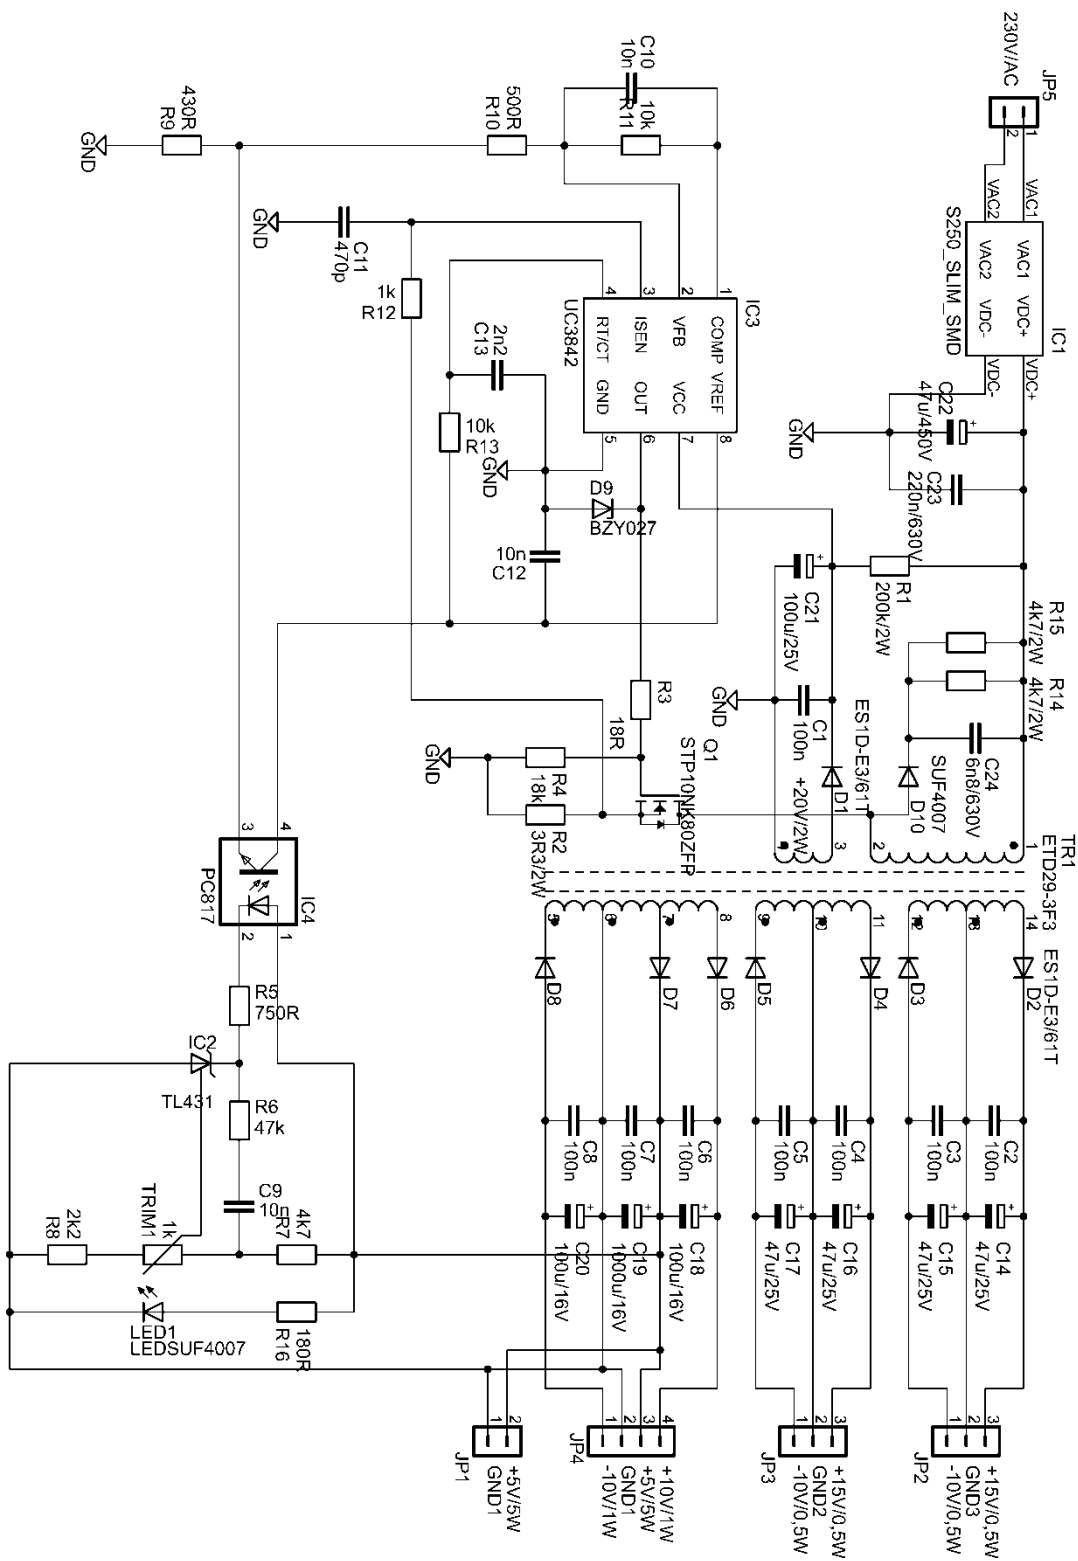 230V/AC
JP5
1
2
VAC1
VAC2
VAC1 VDC+
VAC2 VDC-
S250_SLIM_SMD
IC1
VDC+
VDC-
C22
47u/450V
C23
220n/630V
GND
R1
200k/2W
R15
4k7/2W
R14
4k7/2W
C24
6n8/630V
SUF4007
D10
C21
100u/25V
C1
100n
GND
ES1D-E3/61T
D1
+20V/2W
TR1
ETD29-3F3
1
2
3
C10
10n
R11
10k
500R
R10
430R
R9
GND
GND
C11
470p
1k
R12
IC3
UC3842
1
2
3
4
COMP VREF
VFB VCC
ISEN OUT
RT/CT GND
8
7
6
5
2n2
C13
10k
R13
GND
D9
BZY027
10n
C12
R3
18R
Q1
STP10NK80ZFP
R4
18k
R2
3R3/2W
GND
3
4
IC4
PC817
2
1
R5
750R
IC2
TL431
R6
47k
C9
10n
TRIM1
1k
2k2
R8
R7
4k7
LED1
LEDSUF4007
R16
180R
5
6
7
8
9
10
11
12
13
14
ES1D-E3/61T
D8
D7
D6
D5
D4
D3
D2
C8
100n
C7
100n
C6
100n
C5
100n
C4
100n
C3
100n
C2
100n
C20
100u/16V
C19
1000u/16V
C18
100u/16V
C17
47u/25V
C16
47u/25V
C15
47u/25V
C14
47u/25V
1
2
JP1
+5V/5W
GND1
1
2
3
4
JP4
+10V/1W
+5V/5W
GND1
-10V/1W
1
2
3
JP3
+15V/0,5W
GND2
-10V/0,5W
1
2
3
JP2
+15V/0,5W
GND3
-10V/0,5W